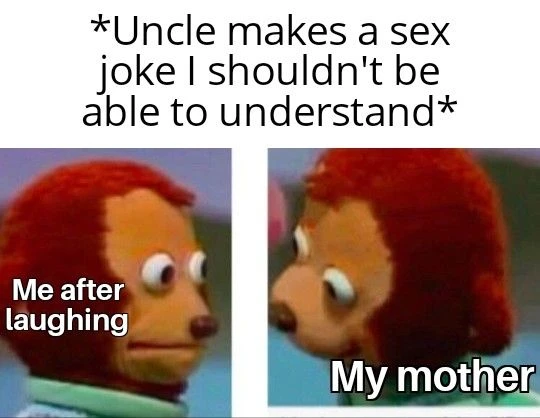 *Uncle makes a sex
joke I shouldn't be
able to understand*
Me after
laughing
My mother